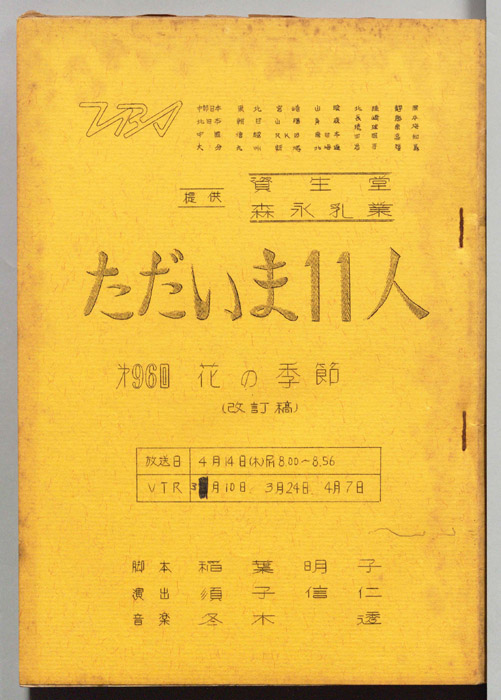 TBS
提供
資生堂
森永乳業
ただいま11人
才96回 花の季節
(改訂稿)
放送日 4月14日(木)后8.00〜8.56
VTR 3月10日 3月24日 4月7日
脚本 稲葉明子
演出 須子信仁
音楽 冬木透